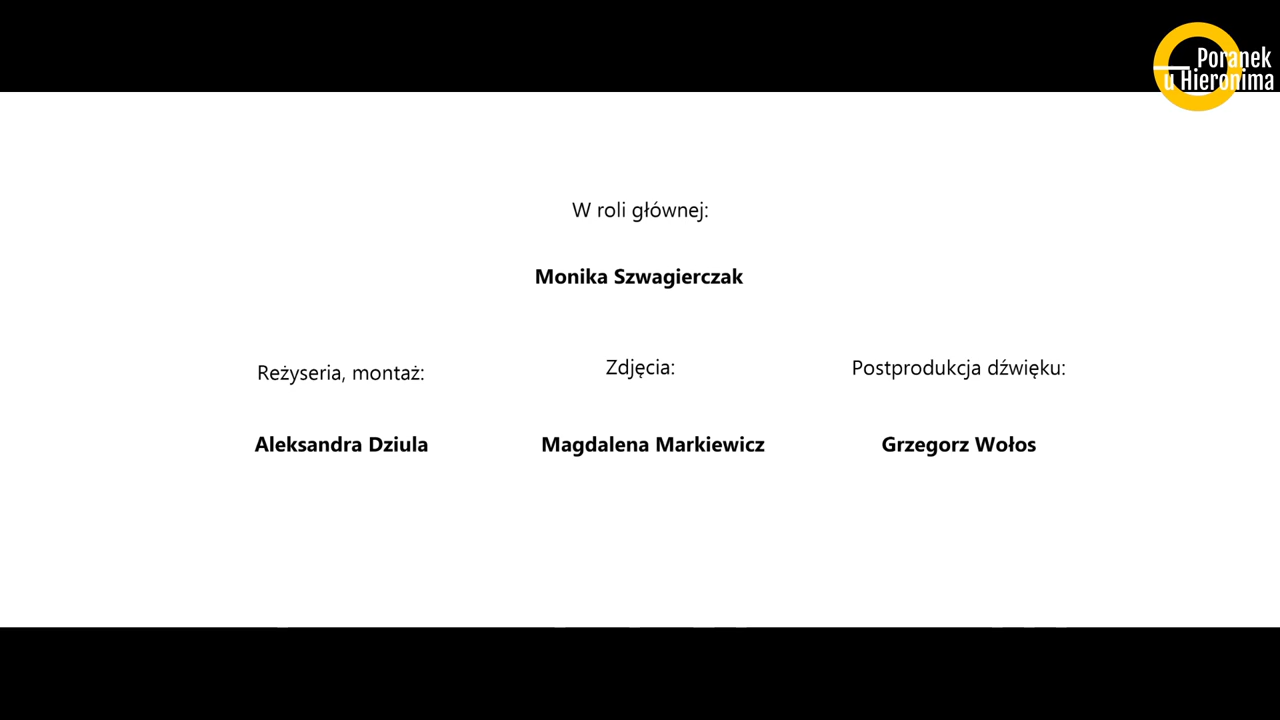 Poranek
u Hieronima
W roli głównej:
Monika Szwagierczak
Reżyseria, montaż:
Aleksandra Dziula
Zdjęcia:
Magdalena Markiewicz
Postprodukcja dźwięku:
Grzegorz Wołos